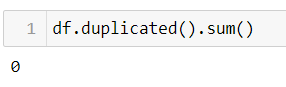 1 df.duplicated().sum()
0